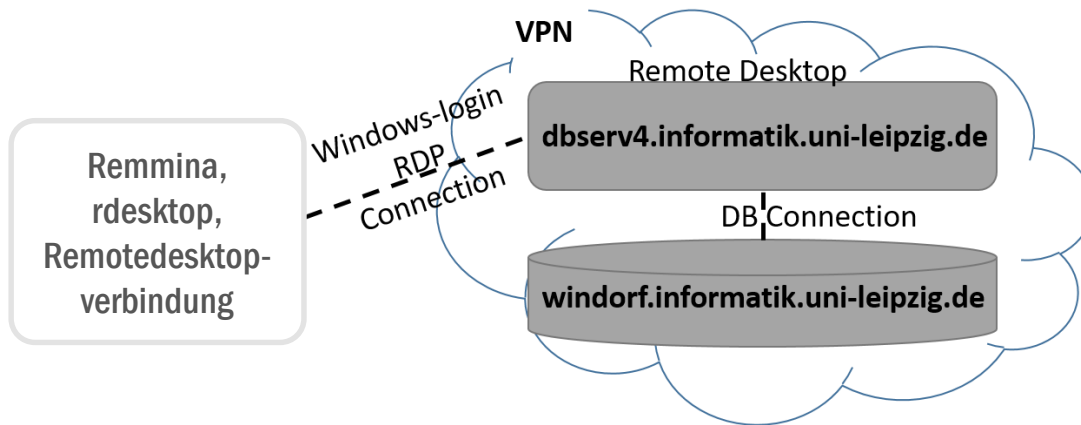 VPN
Remote Desktop
dbserv4.informatik.uni-leipzig.de
Windows-login
RDP
Connection
Remmina,
rdesktop,
Remotedesktop-
verbindung
DB Connection
windorf.informatik.uni-leipzig.de